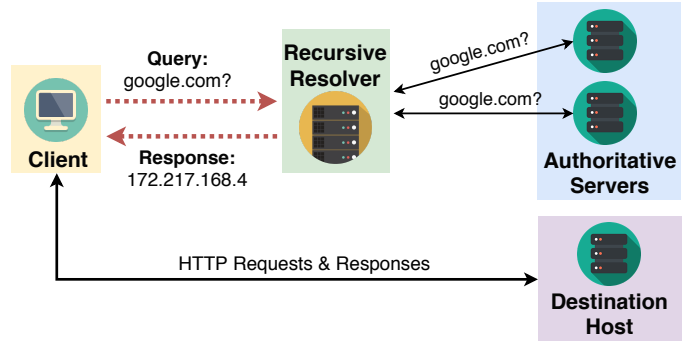 Query:
google.com?
Recursive
Resolver
google.com?
google.com?
Client
Response:
172.217.168.4
Authoritative
Servers
HTTP Requests & Responses
Destination
Host